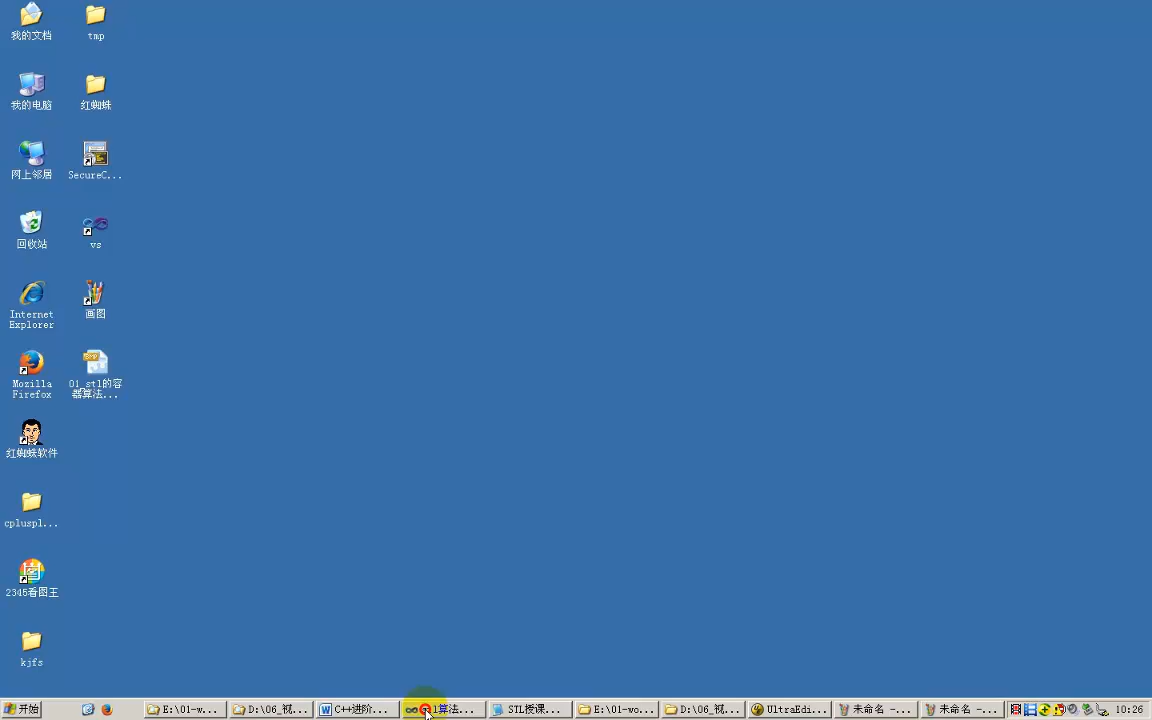 我的文档
tmp
我的电脑
红蜘蛛
网上邻居
SecureC...
回收站
vs
Internet
Explorer
画图
Mozilla
Firefox
01_stl的容
器算法...
红蜘蛛软件
cpluspl...
2345看图王
kjfs
开始
E:\01-w...
D:\06_视...
C++进阶...
算法...
STL授课...
E:\01-wo...
D:\06_视...
UltraEdi...
未命名 -...
未命名 -...
10:26